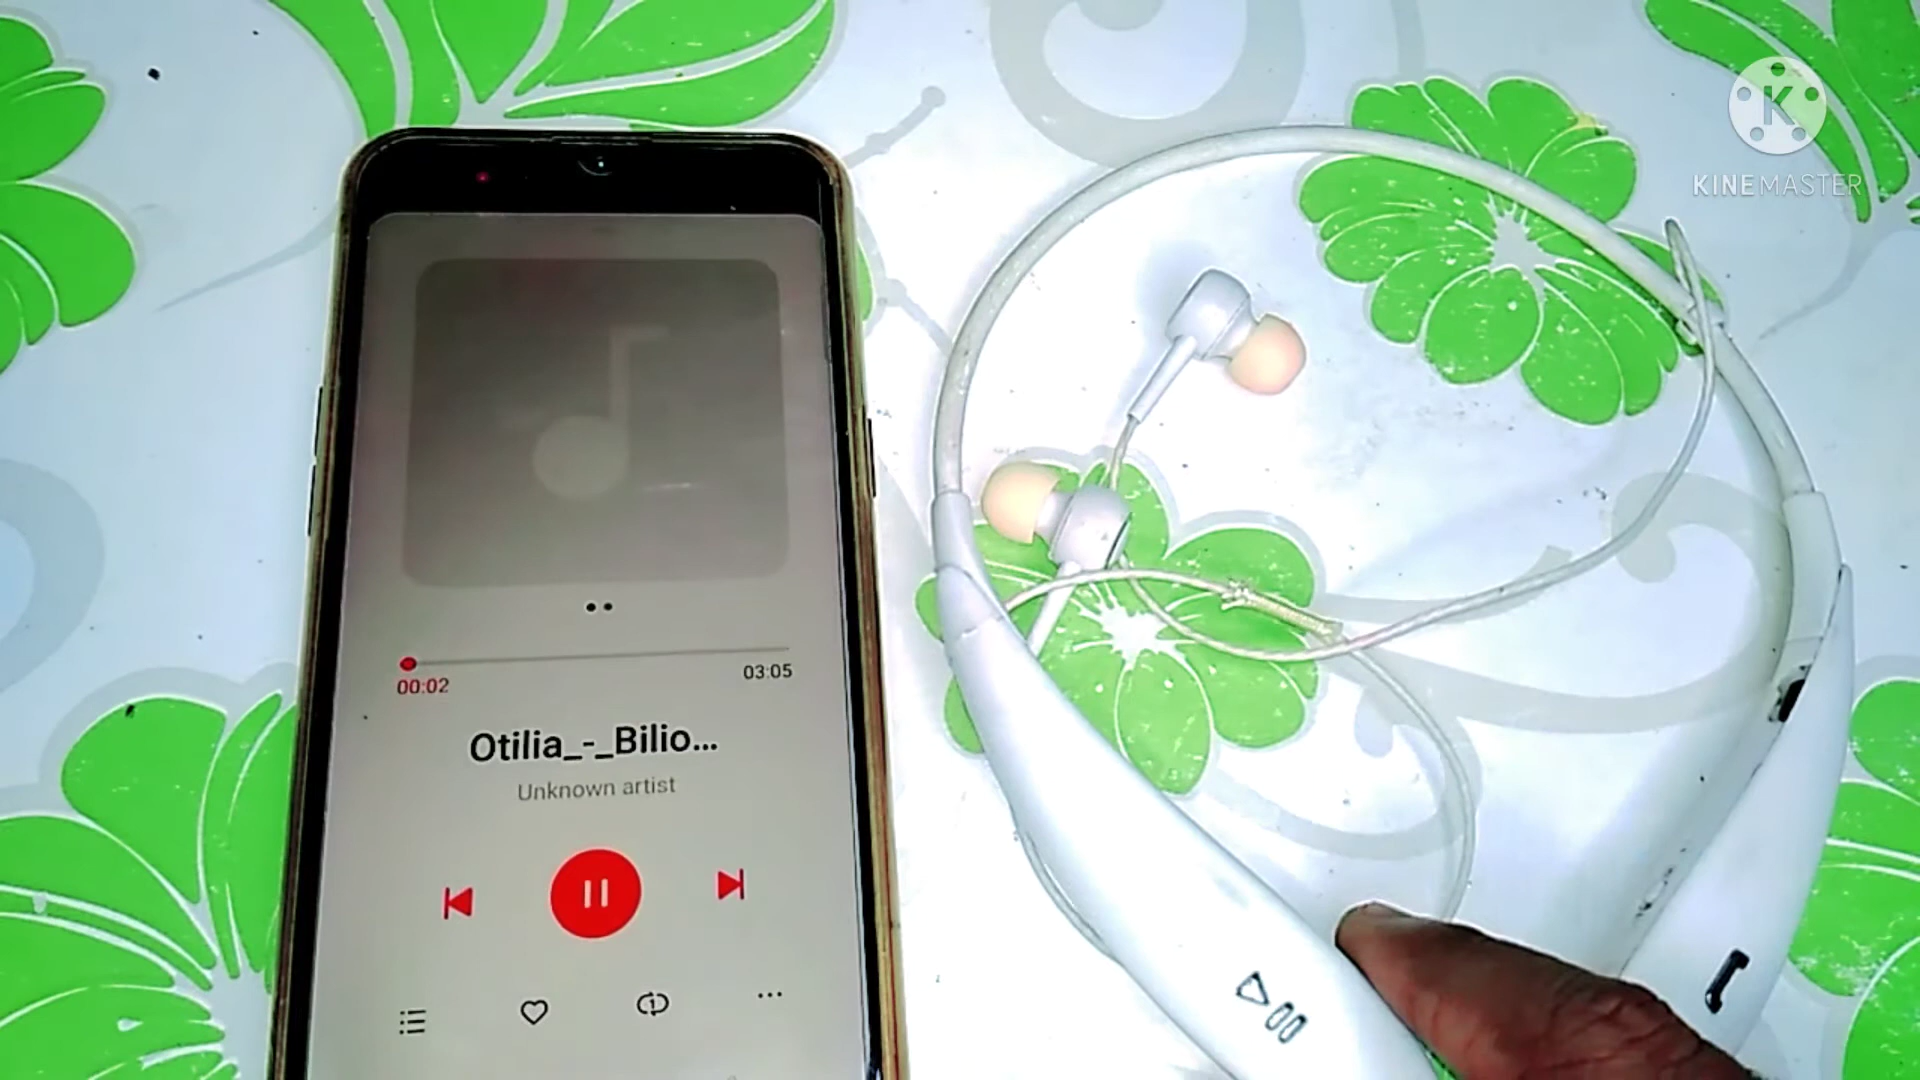 KINEMASTER
00:02
03:05
Otilia_-_Bilio...
Unknown artist